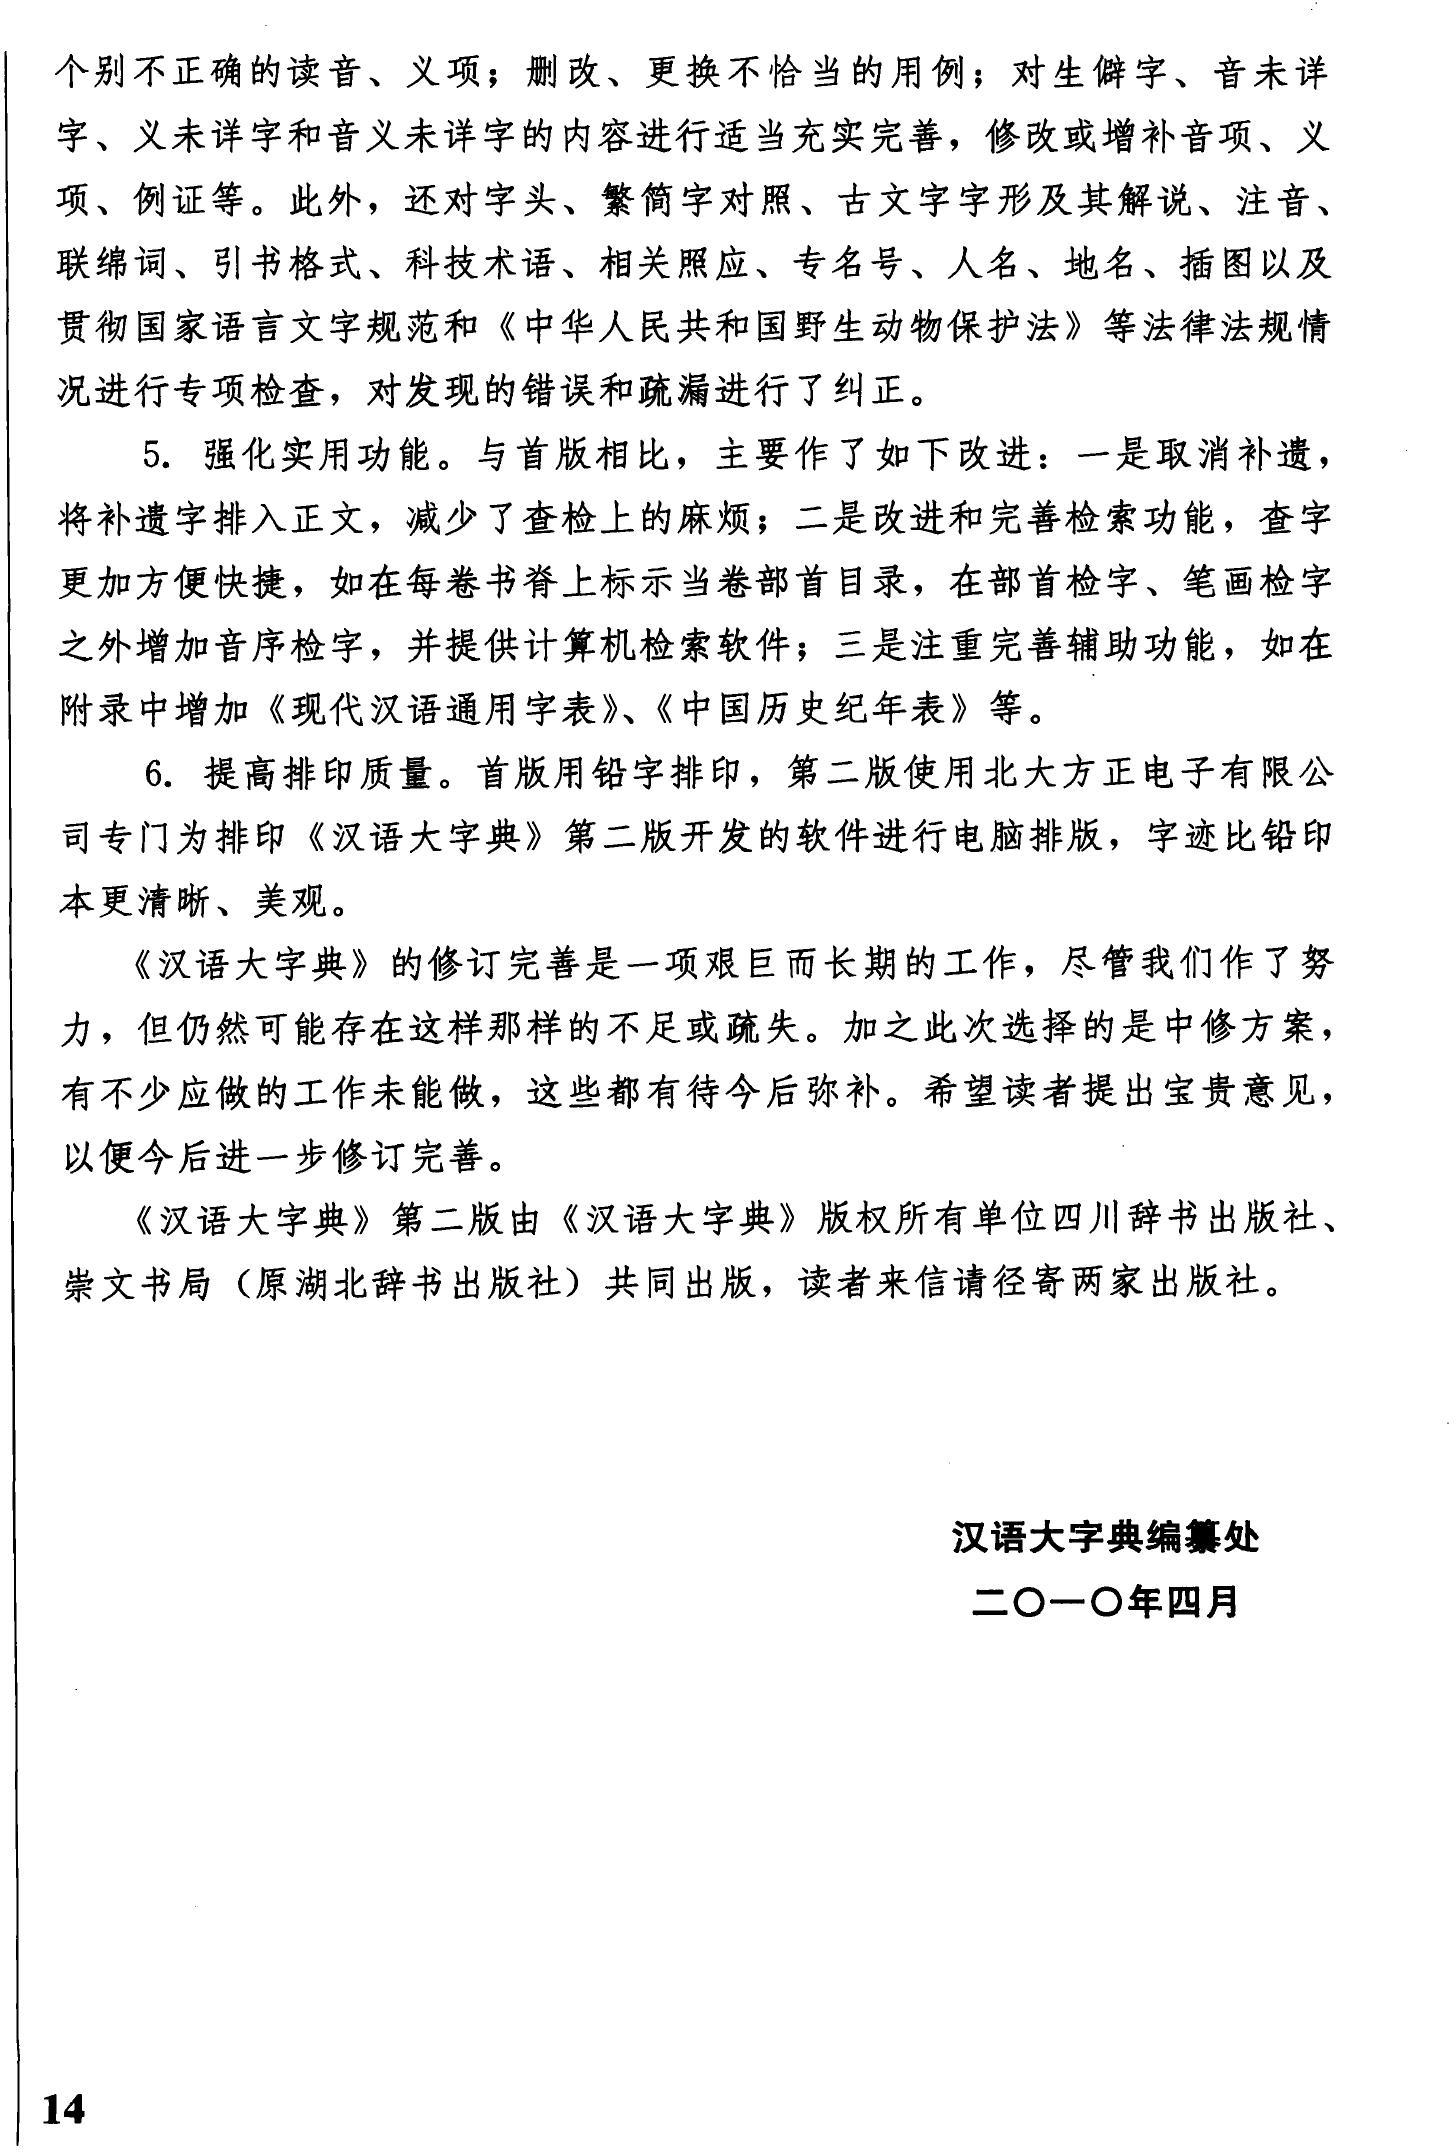 个别不正确的读音、义项；删改、更换不恰当的用例；对生僻字、音未详
字、义未详字和音义未详字的内容进行适当充实完善，修改或增补音项、义
项、例证等。此外，还对字头、繁简字对照、古文字字形及其解说、注音、
联绵词、引书格式、科技术语、相关照应、专名号、人名、地名、插图以及
贯彻国家语言文字规范和《中华人民共和国野生动物保护法》等法律法规情
况进行专项检查，对发现的错误和疏漏进行了纠正。
5. 强化实用功能。与首版相比，主要作了如下改进：一是取消补遗，
将补遗字排入正文，减少了查检上的麻烦；二是改进和完善检索功能，查字
更加方便快捷，如在每卷书脊上标示当卷部首目录，在部首检字、笔画检字
之外增加音序检字，并提供计算机检索软件；三是注重完善辅助功能，如在
附录中增加《现代汉语通用字表》、《中国历史纪年表》等。
6. 提高排印质量。首版用铅字排印，第二版使用北大方正电子有限公
司专门为排印《汉语大字典》第二版开发的软件进行电脑排版，字迹比铅印
本更清晰、美观。
《汉语大字典》的修订完善是一项艰巨而长期的工作，尽管我们作了努
力，但仍然可能存在这样那样的不足或疏失。加之此次选择的是中修方案，
有不少应做的工作未能做，这些都有待今后弥补。希望读者提出宝贵意见，
以便今后进一步修订完善。
《汉语大字典》第二版由《汉语大字典》版权所有单位四川辞书出版社、
崇文书局（原湖北辞书出版社）共同出版，读者来信请径寄两家出版社。
汉语大字典编纂处
二〇一〇年四月
14